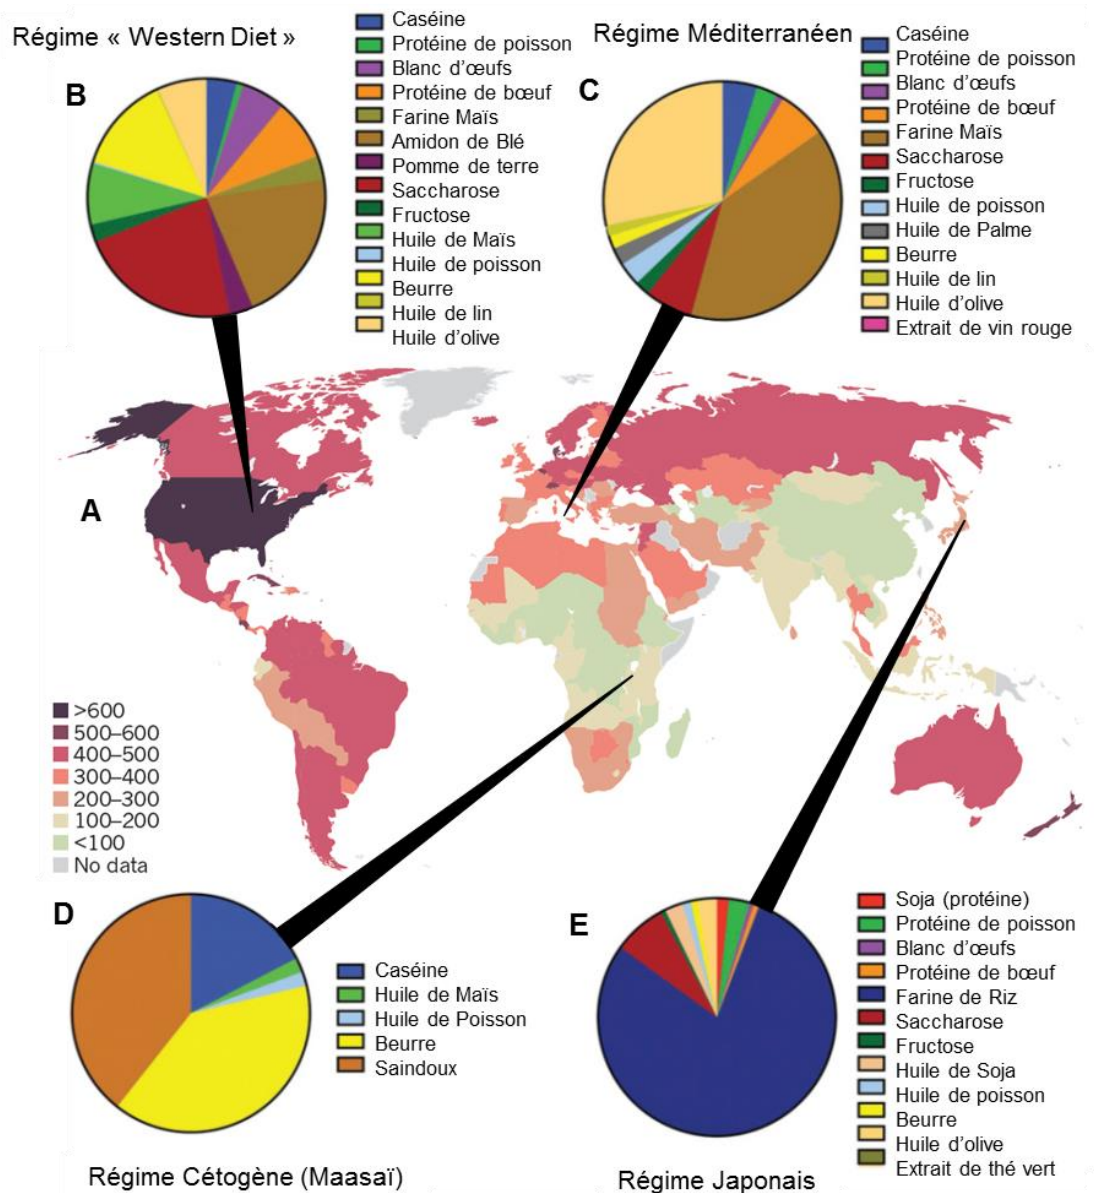 Régime « Western Diet »
B
Caséine
Protéine de poisson
Blanc d'œufs
Protéine de bœuf
Farine Maïs
Amidon de Blé
Pomme de terre
Saccharose
Fructose
Huile de Maïs
Huile de poisson
Beurre
Huile de lin
Huile d'olive
Régime Méditerranéen
C
Caséine
Protéine de poisson
Blanc d'œufs
Protéine de bœuf
Farine Maïs
Saccharose
Fructose
Huile de poisson
Huile de Palme
Beurre
Huile de lin
Huile d'olive
Extrait de vin rouge
A
>600
500–600
400–500
300–400
200–300
100–200
<100
No data
D
Caséine
Huile de Maïs
Huile de Poisson
Beurre
Saindoux
Régime Cétogène (Maasaï)
E
Soja (protéine)
Protéine de poisson
Blanc d'œufs
Protéine de bœuf
Farine de Riz
Saccharose
Fructose
Huile de Soja
Huile de poisson
Beurre
Huile d'olive
Extrait de thé vert
Régime Japonais